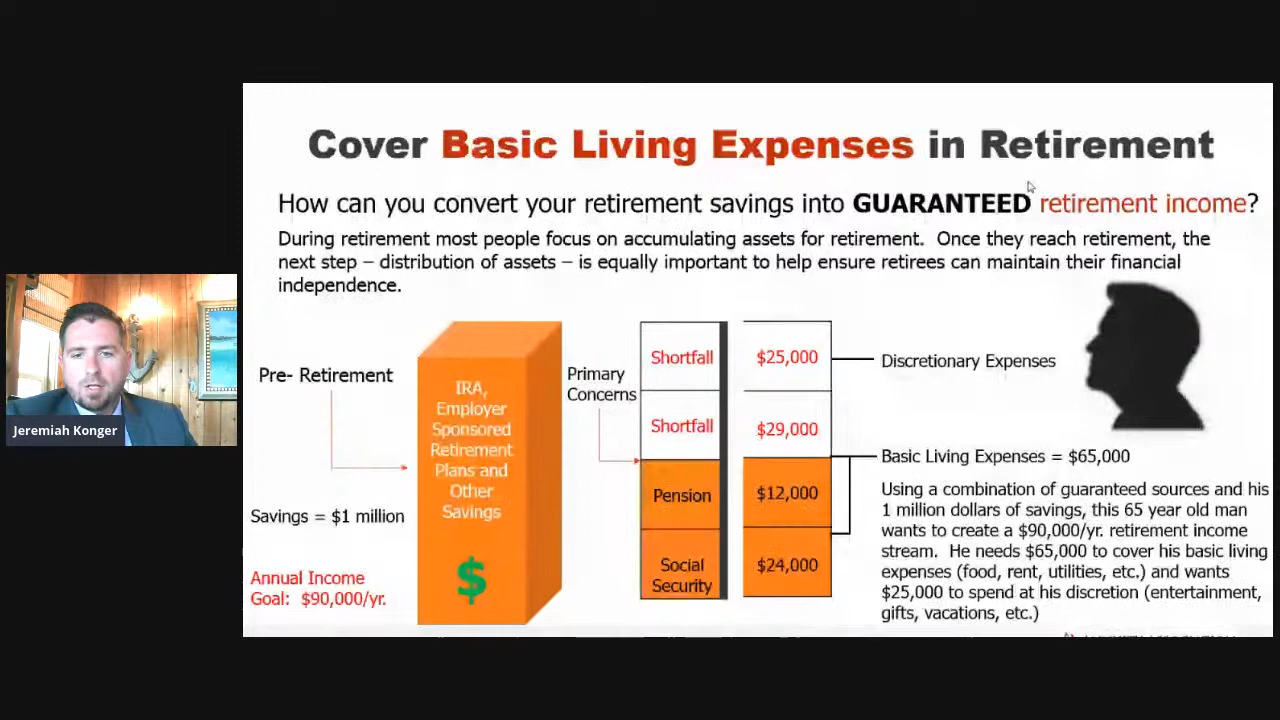 Cover Basic Living Expenses in Retirement
How can you convert your retirement savings into GUARANTEED retirement income?
During retirement most people focus on accumulating assets for retirement. Once they reach retirement, the
next step – distribution of assets – is equally important to help ensure retirees can maintain their financial
independence.
Pre- Retirement
Savings = $1 million
Annual Income
Goal: $90,000/yr.
IRA,
Employer
Sponsored
Retirement
Plans and
Other
Savings
$
Primary
Concerns
Shortfall
$25,000
Shortfall
$29,000
Pension
$12,000
Social
Security
$24,000
Discretionary Expenses
Basic Living Expenses = $65,000
Using a combination of guaranteed sources and his
1 million dollars of savings, this 65 year old man
wants to create a $90,000/yr. retirement income
stream. He needs $65,000 to cover his basic living
expenses (food, rent, utilities, etc.) and wants
$25,000 to spend at his discretion (entertainment,
gifts, vacations, etc.)
Jeremiah Konger